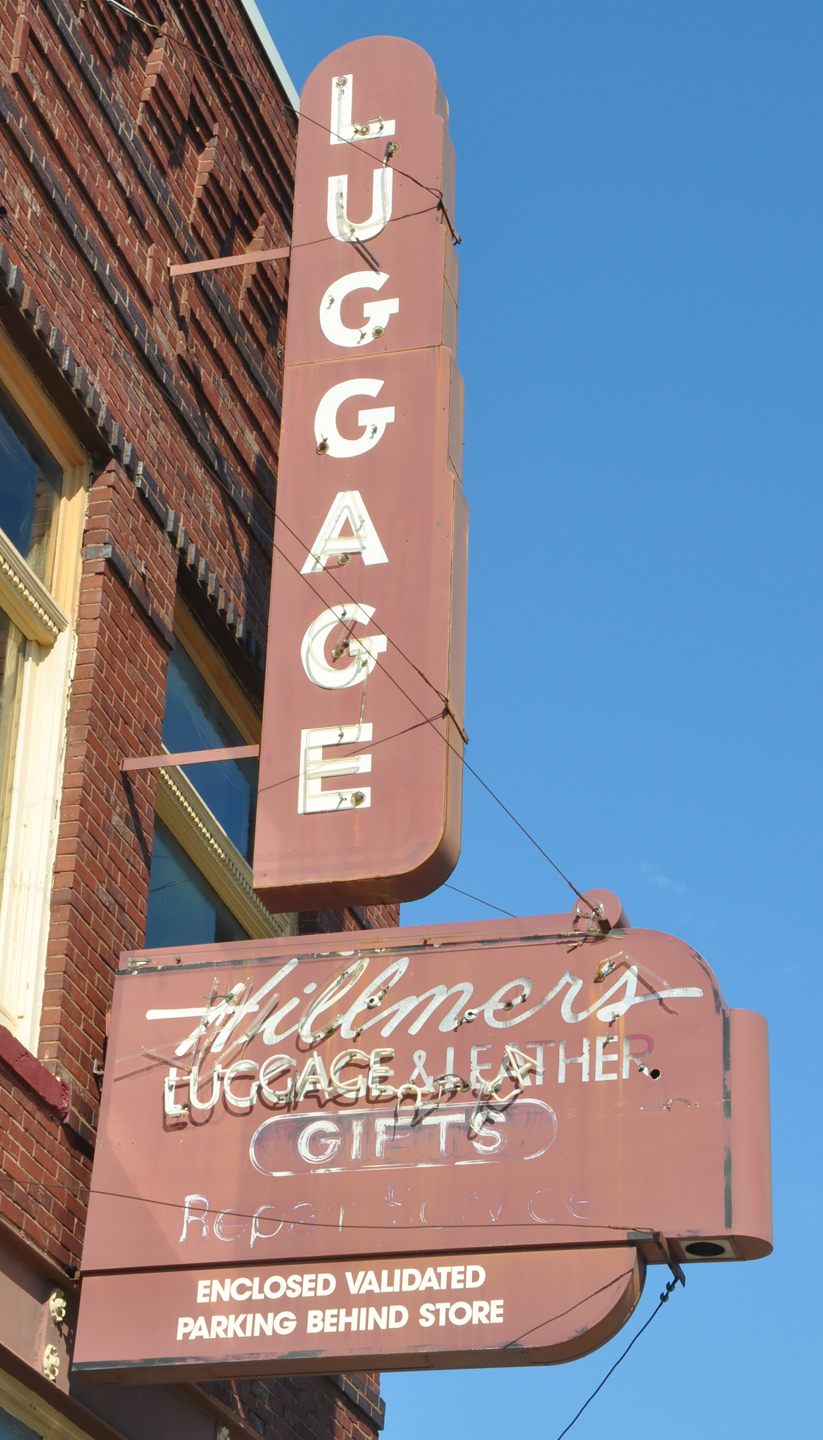 LUGGAGE
Hillmers
LUGGAGE & LEATHER
GIFTS
Repair Service
ENCLOSED VALIDATED
PARKING BEHIND STORE